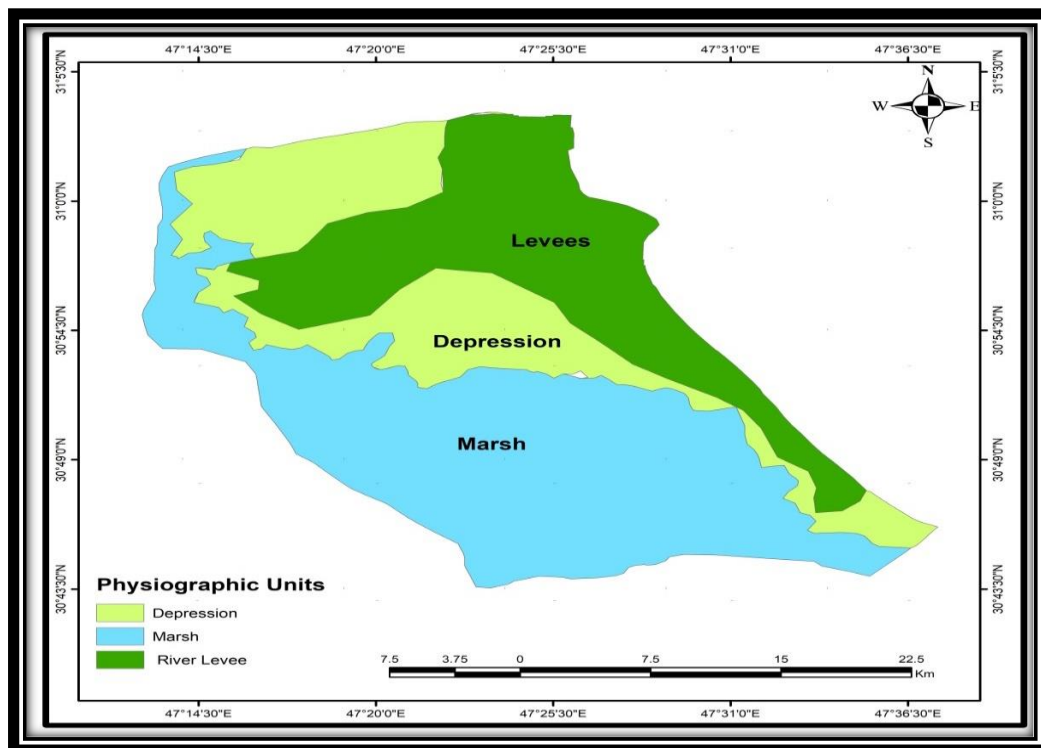 47°14'30"E 47°20'0"E 47°25'30"E 47°31'0"E 47°36'30"E
31°5'30"N 31°5'30"N
N
W E
S
31°0'0"N 31°0'0"N
Levees
30°54'30"N 30°54'30"N
Depression
Marsh
30°49'0"N 30°49'0"N
30°43'30"N 30°43'30"N
Physiographic Units
Depression
Marsh
River Levee
7.5 3.75 0 7.5 15 22.5
Km
47°14'30"E 47°20'0"E 47°25'30"E 47°31'0"E 47°36'30"E